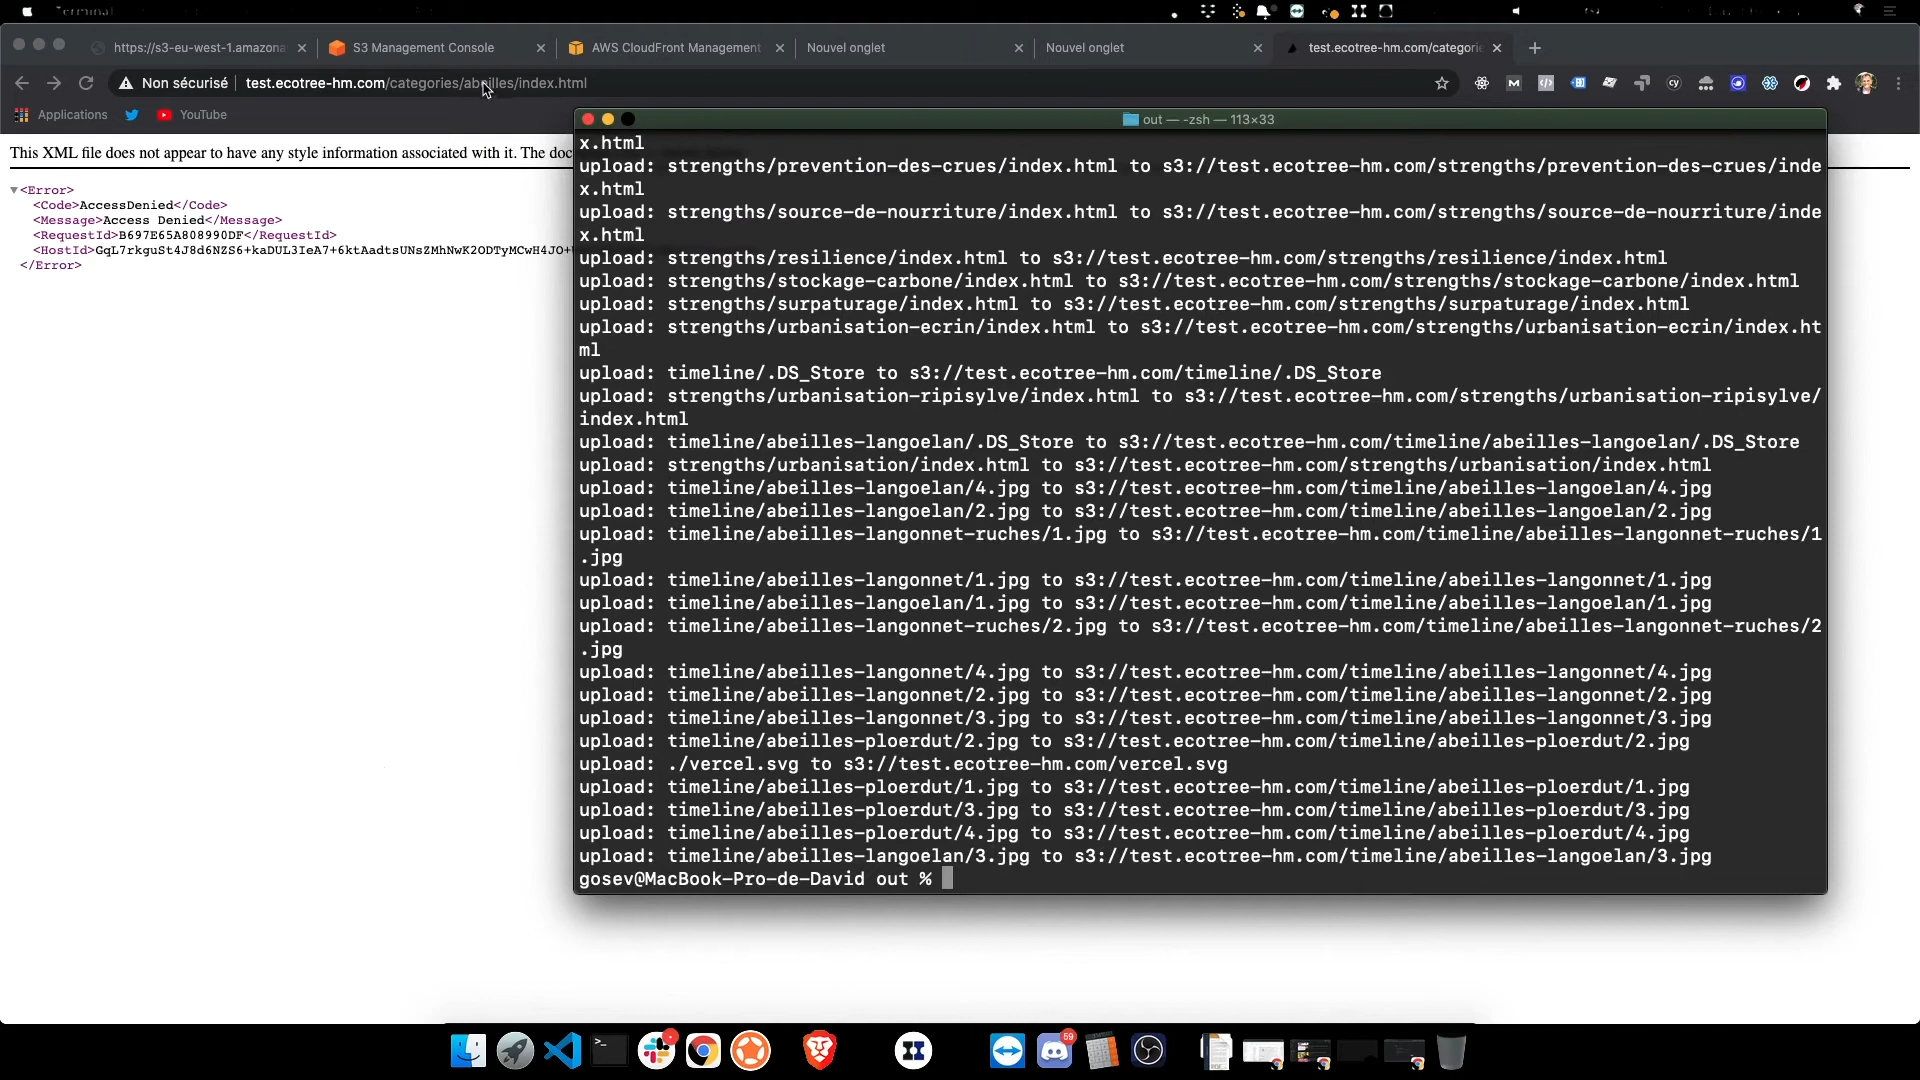 Terminal
https://s3-eu-west-1.amazona
S3 Management Console
AWS CloudFront Management
Nouvel onglet
Nouvel onglet
test.ecotree-hm.com/categorie
Non sécurisé
test.ecotree-hm.com/categories/abeilles/index.html
Applications
YouTube
This XML file does not appear to have any style information associated with it. The doc
<Error>
<Code>AccessDenied</Code>
<Message>Access Denied</Message>
<RequestId>B697E65A808990DF</RequestId>
<HostId>GqL7rkguSt4J8d6NZS6+kaDUL3IeA7+6ktAadtsUNsZMhNwK2ODTyMCwH4JO+
</Error>
out — -zsh — 113×33
x.html
upload: strengths/prevention-des-crues/index.html to s3://test.ecotree-hm.com/strengths/prevention-des-crues/inde
x.html
upload: strengths/source-de-nourriture/index.html to s3://test.ecotree-hm.com/strengths/source-de-nourriture/inde
x.html
upload: strengths/resilience/index.html to s3://test.ecotree-hm.com/strengths/resilience/index.html
upload: strengths/stockage-carbone/index.html to s3://test.ecotree-hm.com/strengths/stockage-carbone/index.html
upload: strengths/surpaturage/index.html to s3://test.ecotree-hm.com/strengths/surpaturage/index.html
upload: strengths/urbanisation-ecrin/index.html to s3://test.ecotree-hm.com/strengths/urbanisation-ecrin/index.ht
ml
upload: timeline/.DS_Store to s3://test.ecotree-hm.com/timeline/.DS_Store
upload: strengths/urbanisation-ripisylve/index.html to s3://test.ecotree-hm.com/strengths/urbanisation-ripisylve/
index.html
upload: timeline/abeilles-langoelan/.DS_Store to s3://test.ecotree-hm.com/timeline/abeilles-langoelan/.DS_Store
upload: strengths/urbanisation/index.html to s3://test.ecotree-hm.com/strengths/urbanisation/index.html
upload: timeline/abeilles-langoelan/4.jpg to s3://test.ecotree-hm.com/timeline/abeilles-langoelan/4.jpg
upload: timeline/abeilles-langoelan/2.jpg to s3://test.ecotree-hm.com/timeline/abeilles-langoelan/2.jpg
upload: timeline/abeilles-langonnet-ruches/1.jpg to s3://test.ecotree-hm.com/timeline/abeilles-langonnet-ruches/1
.jpg
upload: timeline/abeilles-langonnet/1.jpg to s3://test.ecotree-hm.com/timeline/abeilles-langonnet/1.jpg
upload: timeline/abeilles-langoelan/1.jpg to s3://test.ecotree-hm.com/timeline/abeilles-langoelan/1.jpg
upload: timeline/abeilles-langonnet-ruches/2.jpg to s3://test.ecotree-hm.com/timeline/abeilles-langonnet-ruches/2
.jpg
upload: timeline/abeilles-langonnet/4.jpg to s3://test.ecotree-hm.com/timeline/abeilles-langonnet/4.jpg
upload: timeline/abeilles-langonnet/2.jpg to s3://test.ecotree-hm.com/timeline/abeilles-langonnet/2.jpg
upload: timeline/abeilles-langonnet/3.jpg to s3://test.ecotree-hm.com/timeline/abeilles-langonnet/3.jpg
upload: timeline/abeilles-ploerdut/2.jpg to s3://test.ecotree-hm.com/timeline/abeilles-ploerdut/2.jpg
upload: ./vercel.svg to s3://test.ecotree-hm.com/vercel.svg
upload: timeline/abeilles-ploerdut/1.jpg to s3://test.ecotree-hm.com/timeline/abeilles-ploerdut/1.jpg
upload: timeline/abeilles-ploerdut/3.jpg to s3://test.ecotree-hm.com/timeline/abeilles-ploerdut/3.jpg
upload: timeline/abeilles-ploerdut/4.jpg to s3://test.ecotree-hm.com/timeline/abeilles-ploerdut/4.jpg
upload: timeline/abeilles-langoelan/3.jpg to s3://test.ecotree-hm.com/timeline/abeilles-langoelan/3.jpg
gosev@MacBook-Pro-de-David out %
59